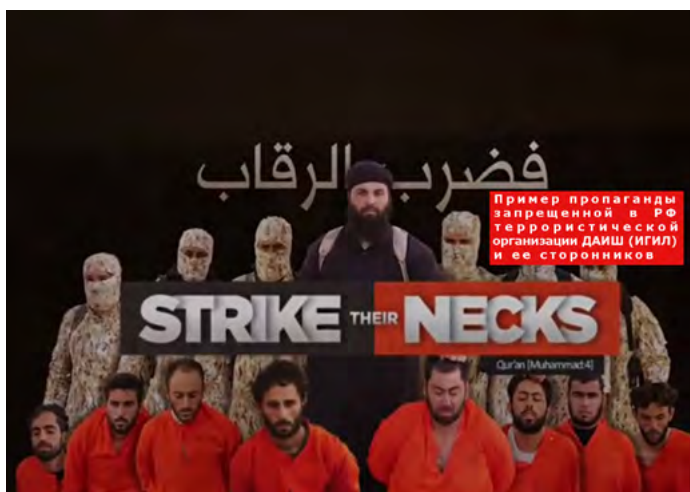 فضرب الرقاب
Пример пропаганды
запрещенной в РФ
террористической
организации ДАИШ (ИГИЛ)
и ее сторонников
STRIKE THEIR NECKS
Qur'an [Muhammad:4]